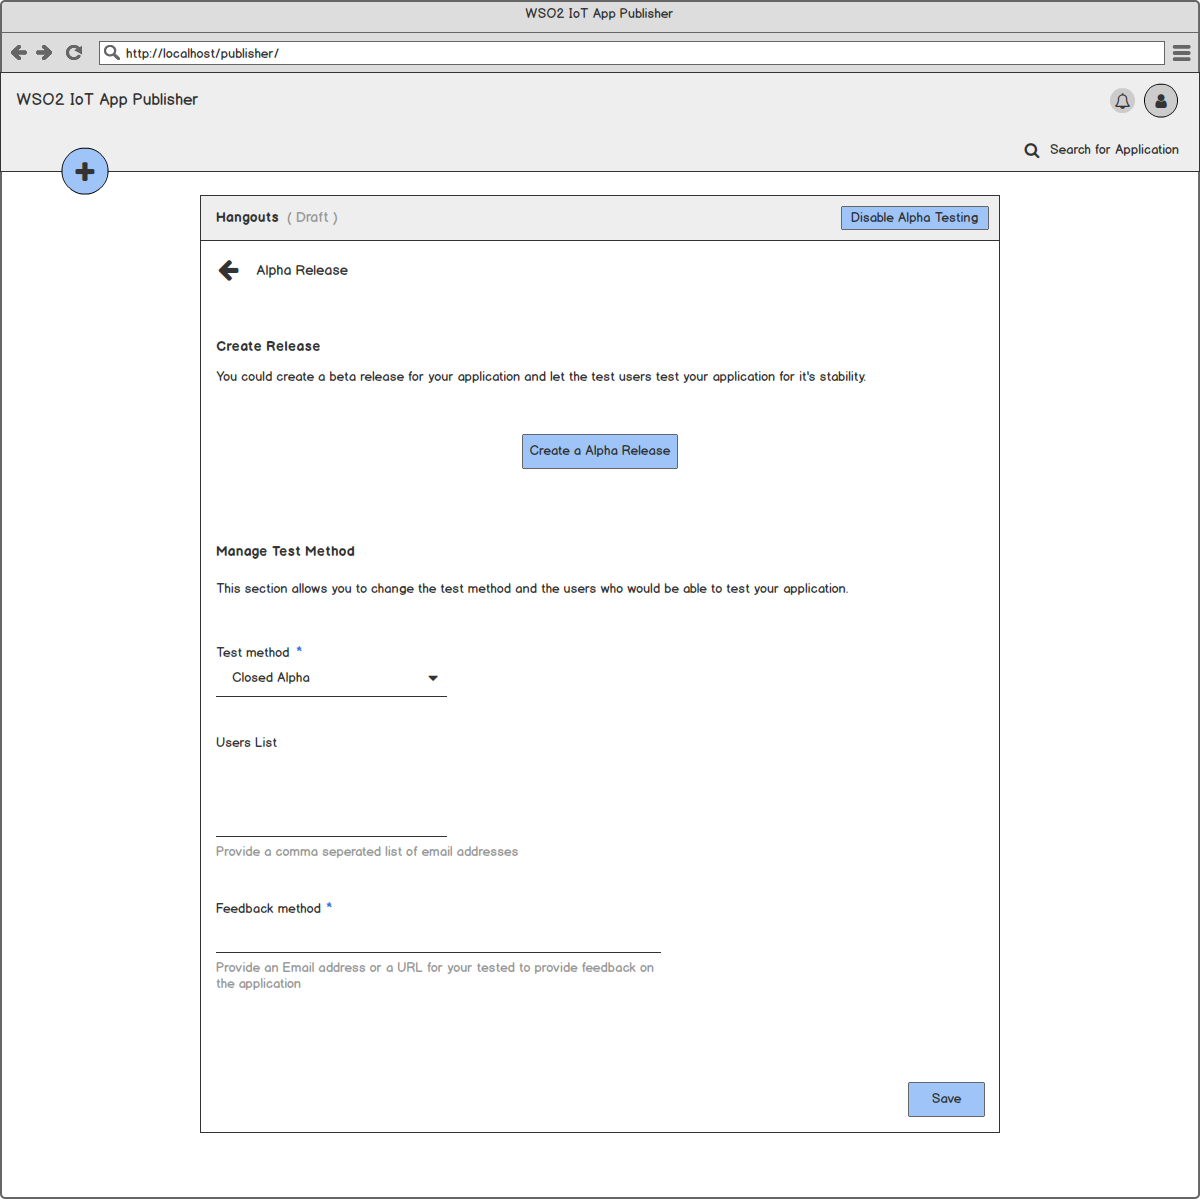 WSO2 IoT App Publisher
http://localhost/publisher/
WSO2 IoT App Publisher
Search for Application
Hangouts ( Draft )
Disable Alpha Testing
Alpha Release
Create Release
You could create a beta release for your application and let the test users test your application for it's stability.
Create a Alpha Release
Manage Test Method
This section allows you to change the test method and the users who would be able to test your application.
Test method *
Closed Alpha
Users List
Provide a comma seperated list of email addresses
Feedback method *
Provide an Email address or a URL for your tested to provide feedback on
the application
Save